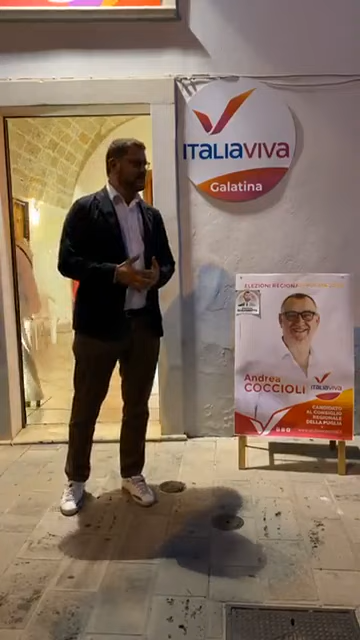 ITALIAVIVA
Galatina
ELEZIONI REGIONALI
Andrea
COCCIOLI
ITALIAVIVA
CANDIDATO
AL CONSIGLIO
REGIONALE
DELLA PUGLIA